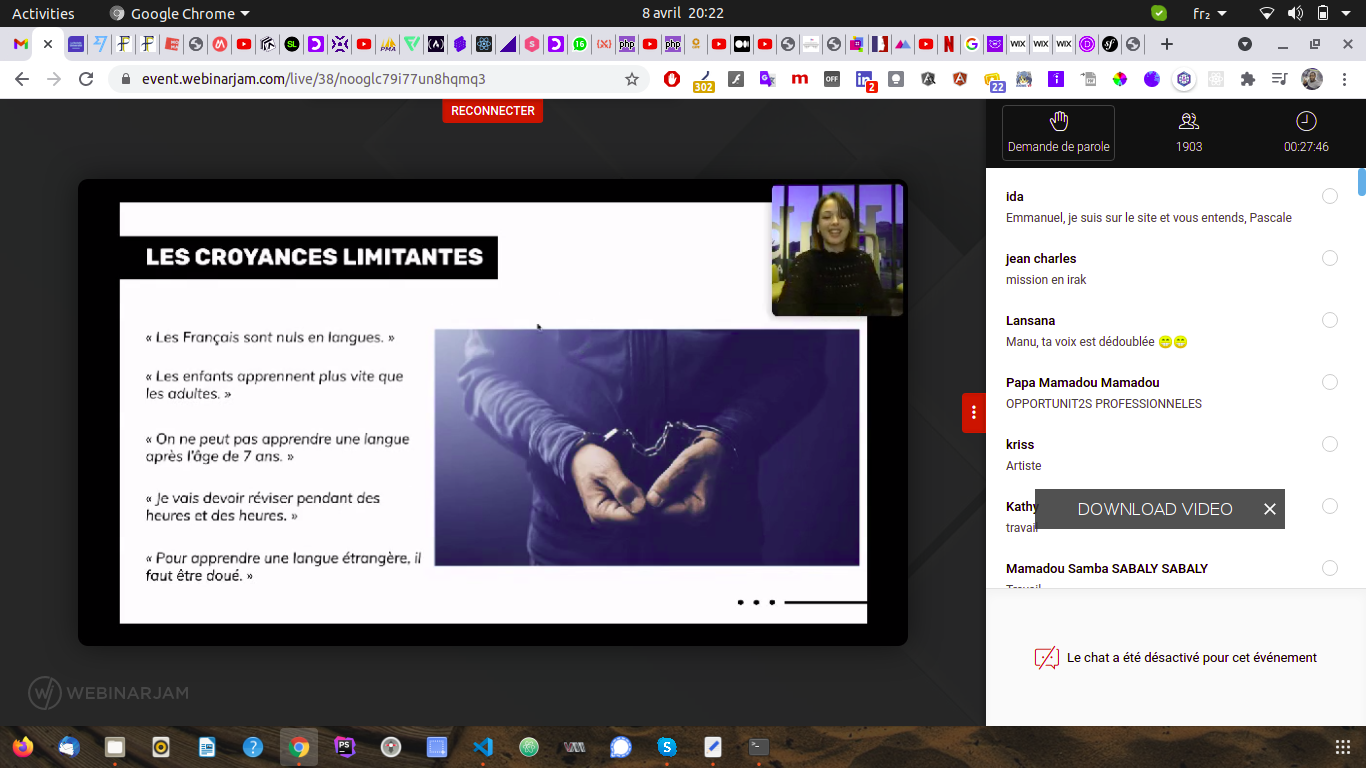 Activities
Google Chrome
8 avril 20:22
fr₂
event.webinarjam.com/live/38/nooglc79i77un8hqmq3
302
OFF
2
22
RECONNECTER
Demande de parole
1903
00:27:46
LES CROYANCES LIMITANTES
« Les Français sont nuls en langues. »
« Les enfants apprennent plus vite que
les adultes. »
« On ne peut pas apprendre une langue
après l'âge de 7 ans. »
« Je vais devoir réviser pendant des
heures et des heures. »
« Pour apprendre une langue étrangère, il
faut être doué. »
ida
Emmanuel, je suis sur le site et vous entends, Pascale
jean charles
mission en irak
Lansana
Manu, ta voix est dédoublée 😁😁
Papa Mamadou Mamadou
OPPORTUNIT2S PROFESSIONNELES
kriss
Artiste
Kathy
travail
DOWNLOAD VIDEO
Mamadou Samba SABALY SABALY
Travail
Le chat a été désactivé pour cet événement
WEBINARJAM